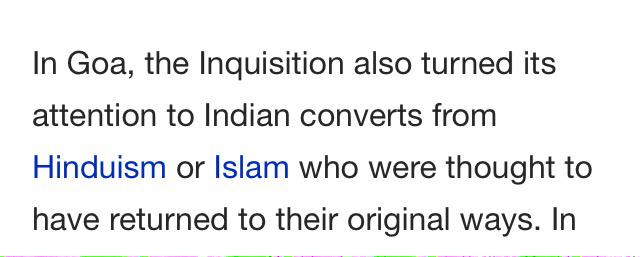 In Goa, the Inquisition also turned its
attention to Indian converts from
Hinduism or Islam who were thought to
have returned to their original ways. In